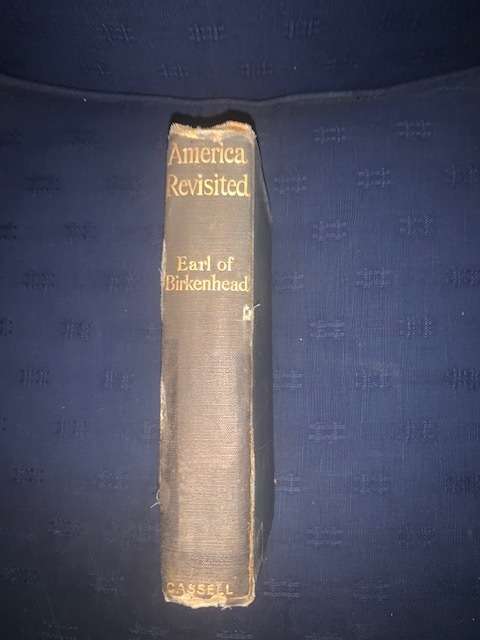 America
Revisited
Earl of
Birkenhead
CASSELL